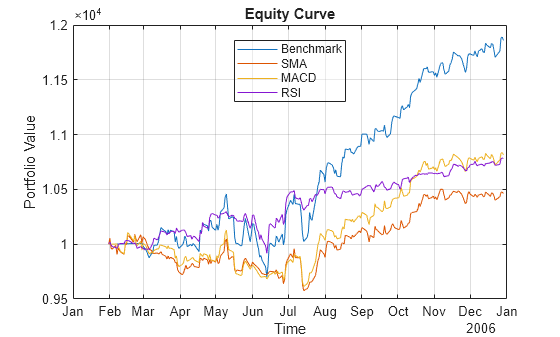 Equity Curve
×10⁴
1.2
1.15
1.1
1.05
1
0.95
Portfolio Value
Benchmark
SMA
MACD
RSI
Jan Feb Mar Apr May Jun Jul Aug Sep Oct Nov Dec Jan
Time
2006